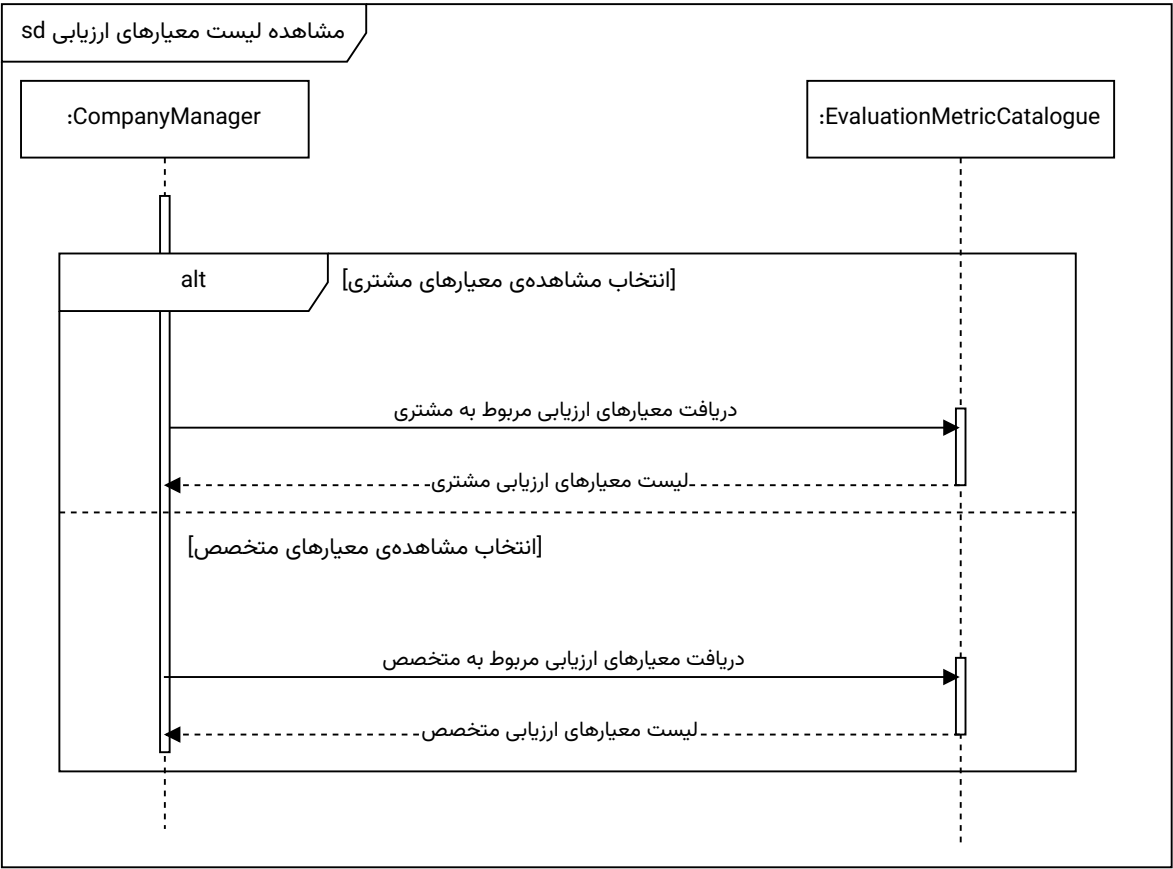 sd مشاهده لیست معیارهای ارزیابی
:CompanyManager
:EvaluationMetricCatalogue
alt
[انتخاب مشاهده‌ی معیارهای مشتری]
دریافت معیارهای ارزیابی مربوط به مشتری
لیست معیارهای ارزیابی مشتری
[انتخاب مشاهده‌ی معیارهای متخصص]
دریافت معیارهای ارزیابی مربوط به متخصص
لیست معیارهای ارزیابی متخصص